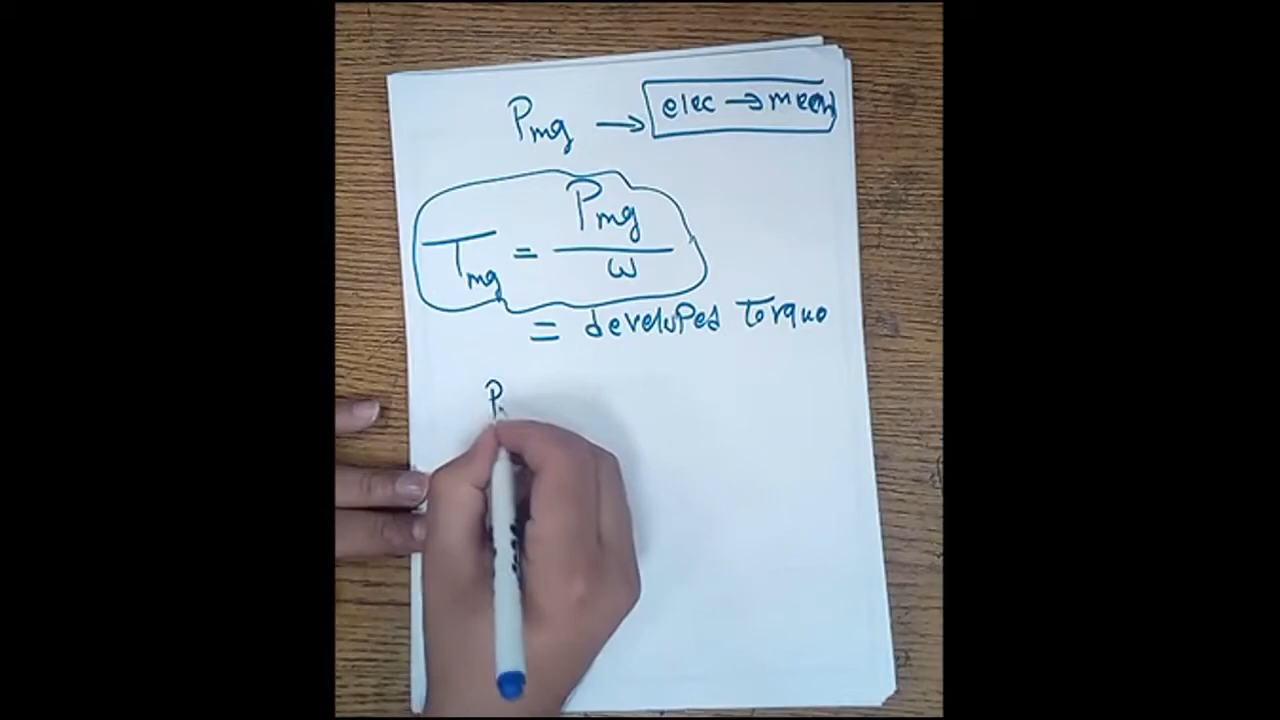 Pmg → elec → mech
Tmg = Pmg / ω
= developed Torque
P